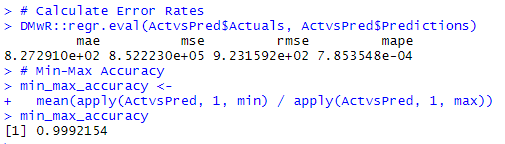 > # Calculate Error Rates
> DMwR::regr.eval(ActvsPred$Actuals, ActvsPred$Predictions)
mae mse rmse mape
8.272910e+02 8.522230e+05 9.231592e+02 7.853548e-04
> # Min-Max Accuracy
> min_max_accuracy <-
+ mean(apply(ActvsPred, 1, min) / apply(ActvsPred, 1, max))
> min_max_accuracy
[1] 0.9992154